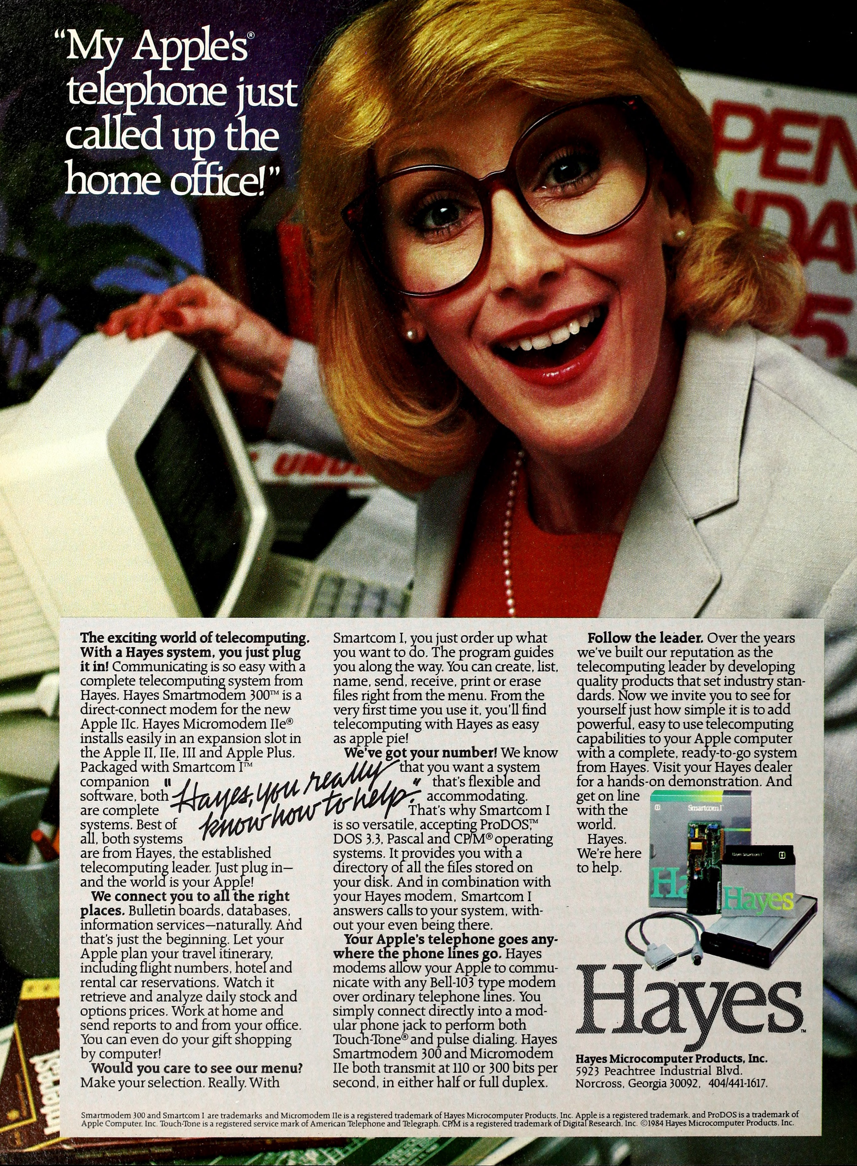 “My Apple’s®
telephone just
called up the
home office!”
PEN
DA
5
UND
The exciting world of telecomputing.
With a Hayes system, you just plug
it in! Communicating is so easy with a
complete telecomputing system from
Hayes. Hayes Smartmodem 300™ is a
direct-connect modem for the new
Apple IIc. Hayes Micromodem IIe®
installs easily in an expansion slot in
the Apple II, IIe, III and Apple Plus.
Packaged with Smartcom I™
companion
software, both
are complete
systems. Best of
all, both systems
are from Hayes, the established
telecomputing leader. Just plug in—
and the world is your Apple!
We connect you to all the right
places. Bulletin boards, databases,
information services—naturally. And
that’s just the beginning. Let your
Apple plan your travel itinerary,
including flight numbers, hotel and
rental car reservations. Watch it
retrieve and analyze daily stock and
options prices. Work at home and
send reports to and from your office.
You can even do your gift shopping
by computer!
Would you care to see our menu?
Make your selection. Really. With
"Hayes, you really
know how to help."
Smartcom I, you just order up what
you want to do. The program guides
you along the way. You can create, list,
name, send, receive, print or erase
files right from the menu. From the
very first time you use it, you’ll find
telecomputing with Hayes as easy
as apple pie!
We’ve got your number! We know
that you want a system
that’s flexible and
accommodating.
That’s why Smartcom I
is so versatile, accepting ProDOS,™
DOS 3.3, Pascal and CP/M® operating
systems. It provides you with a
directory of all the files stored on
your disk. And in combination with
your Hayes modem, Smartcom I
answers calls to your system, with-
out your even being there.
Your Apple’s telephone goes any-
where the phone lines go. Hayes
modems allow your Apple to commu-
nicate with any Bell-103 type modem
over ordinary telephone lines. You
simply connect directly into a mod-
ular phone jack to perform both
Touch-Tone® and pulse dialing. Hayes
Smartmodem 300 and Micromodem
IIe both transmit at 110 or 300 bits per
second, in either half or full duplex.
Follow the leader. Over the years
we’ve built our reputation as the
telecomputing leader by developing
quality products that set industry stan-
dards. Now we invite you to see for
yourself just how simple it is to add
powerful, easy to use telecomputing
capabilities to your Apple computer
with a complete, ready-to-go system
from Hayes. Visit your Hayes dealer
for a hands-on demonstration. And
get on line
with the
world.
Hayes.
We’re here
to help.
Smartcom I
Ha
Hayes
Hayes™
Hayes Microcomputer Products, Inc.
5923 Peachtree Industrial Blvd.
Norcross, Georgia 30092, 404/441-1617.
Interest
Smartmodem 300 and Smartcom I are trademarks and Micromodem IIe is a registered trademark of Hayes Microcomputer Products, Inc. Apple is a registered trademark, and ProDOS is a trademark of
Apple Computer, Inc. Touch-Tone is a registered service mark of American Telephone and Telegraph. CP/M is a registered trademark of Digital Research, Inc. ©1984 Hayes Microcomputer Products, Inc.